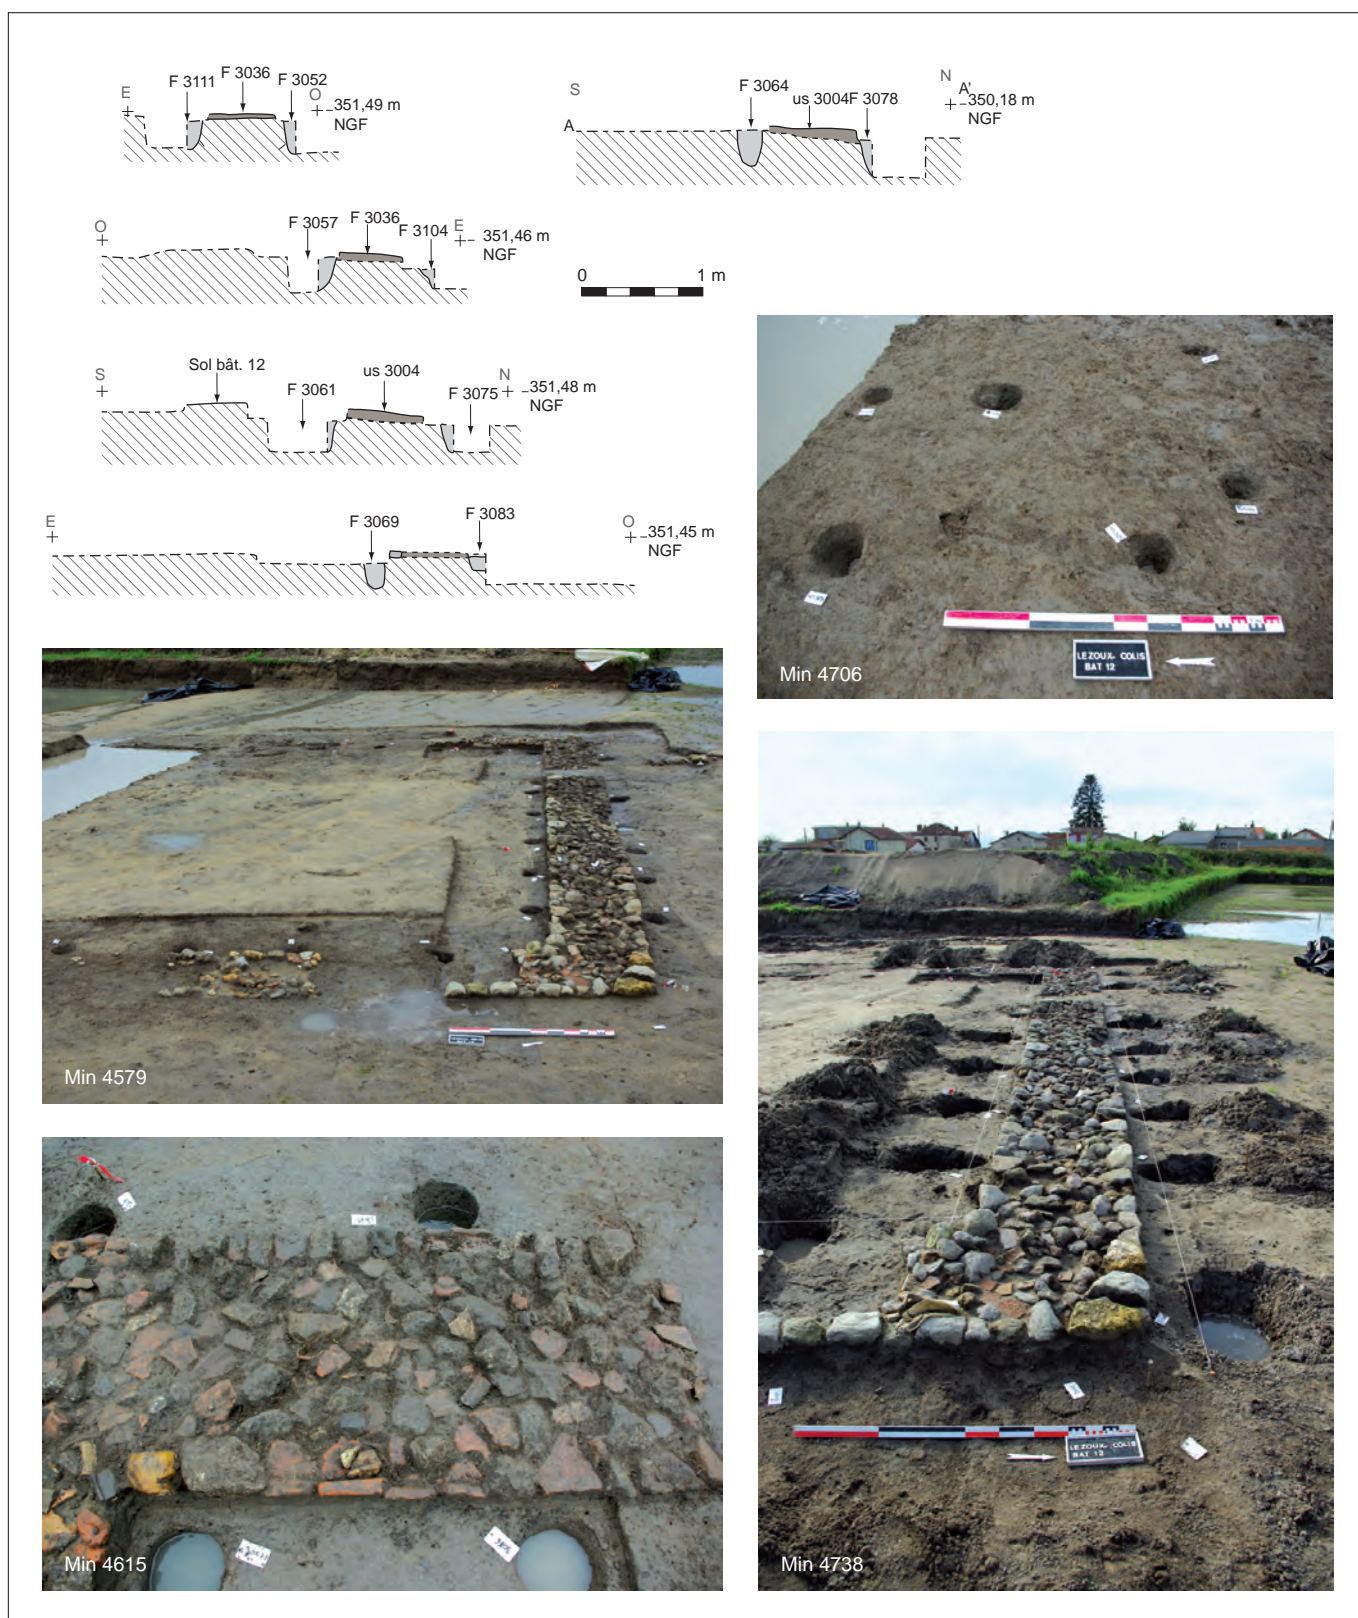 E
F 3111
F 3036
F 3052
O
351,49 m
NGF
S
A
F 3064
us 3004
F 3078
N
A'
350,18 m
NGF
O
F 3057
F 3036
F 3104
E
351,46 m
NGF
0 1 m
S
Sol bât. 12
F 3061
us 3004
F 3075
N
351,48 m
NGF
E
F 3069
F 3083
O
351,45 m
NGF
LEZOUX- COLIS
BAT 12
Min 4706
Min 4579
Min 4615
LEZOUX- COLIS
BAT 12
Min 4738